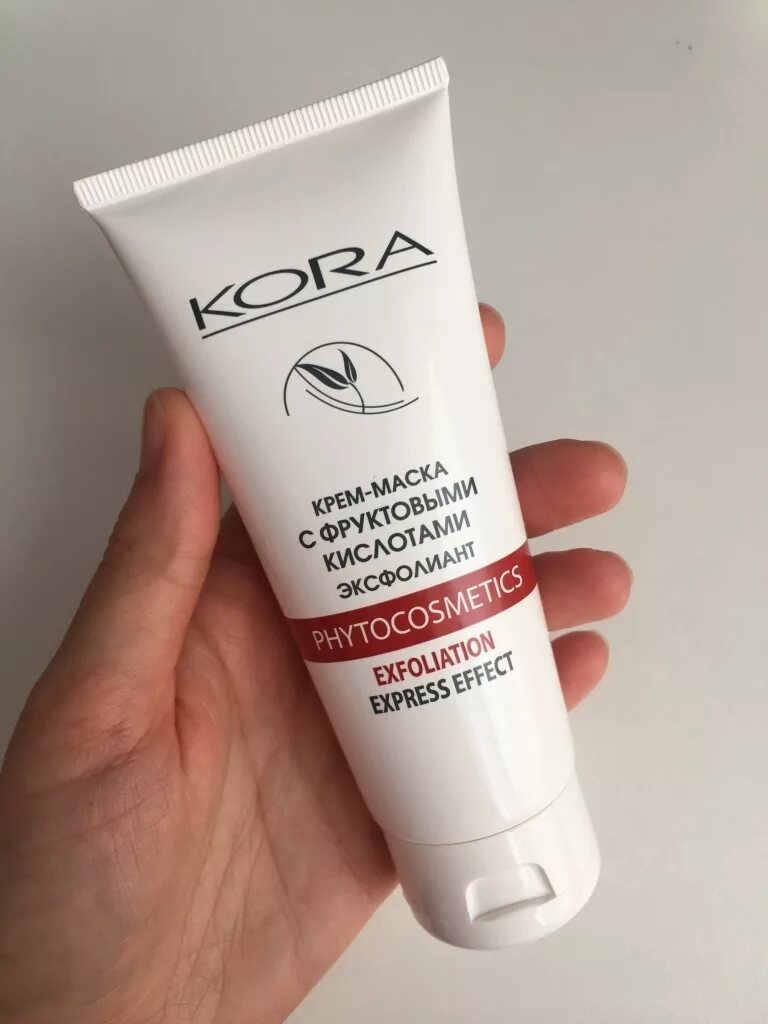 KORA
КРЕМ-МАСКА
С ФРУКТОВЫМИ
КИСЛОТАМИ
ЭКСФОЛИАНТ
PHYTOCOSMETICS
EXFOLIATION
EXPRESS EFFECT